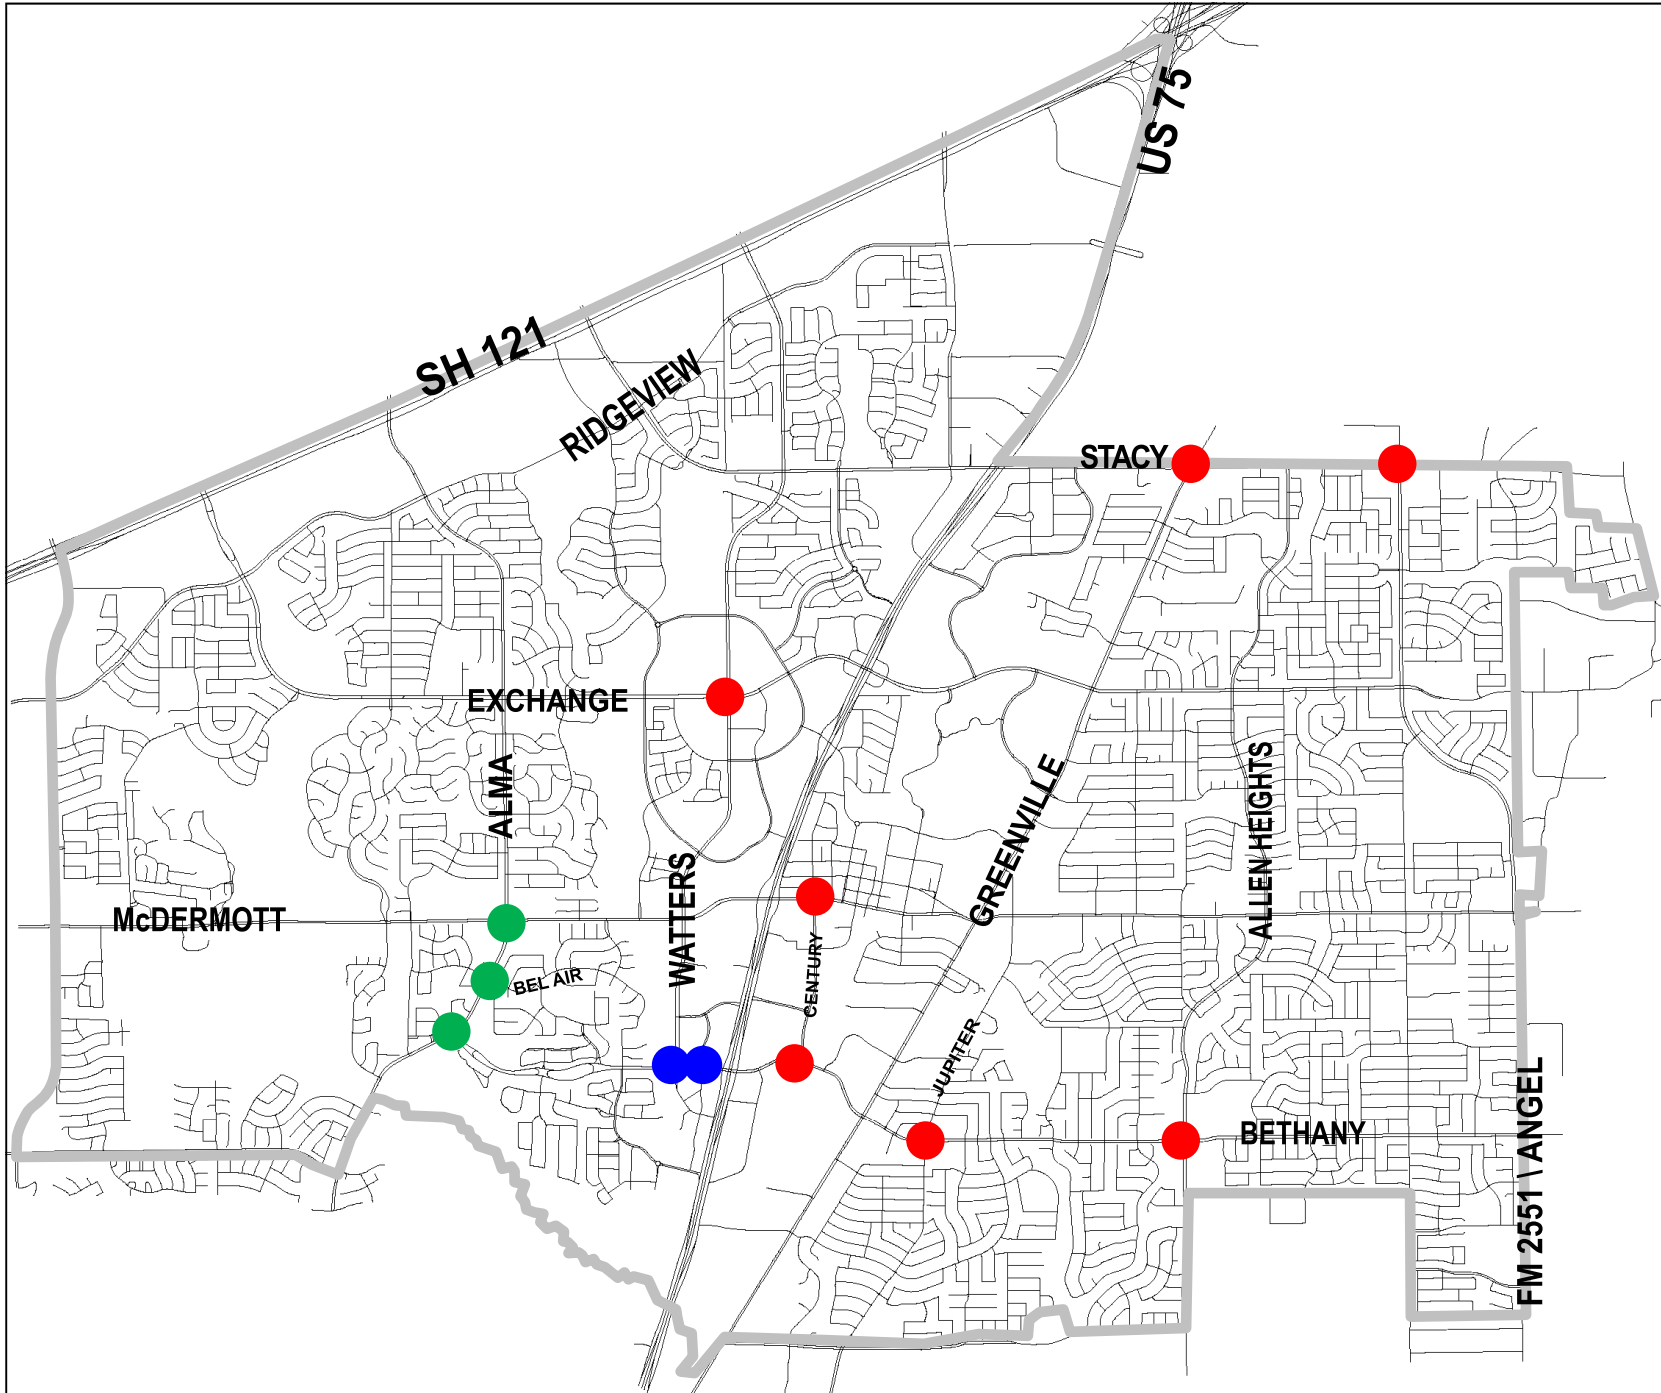 US 75
SH 121
RIDGEVIEW
STACY
EXCHANGE
ALMA
GREENVILLE
ALLEN HEIGHTS
WATTERS
McDERMOTT
CENTURY
BEL AIR
JUPITER
BETHANY
FM 2551 \ ANGEL